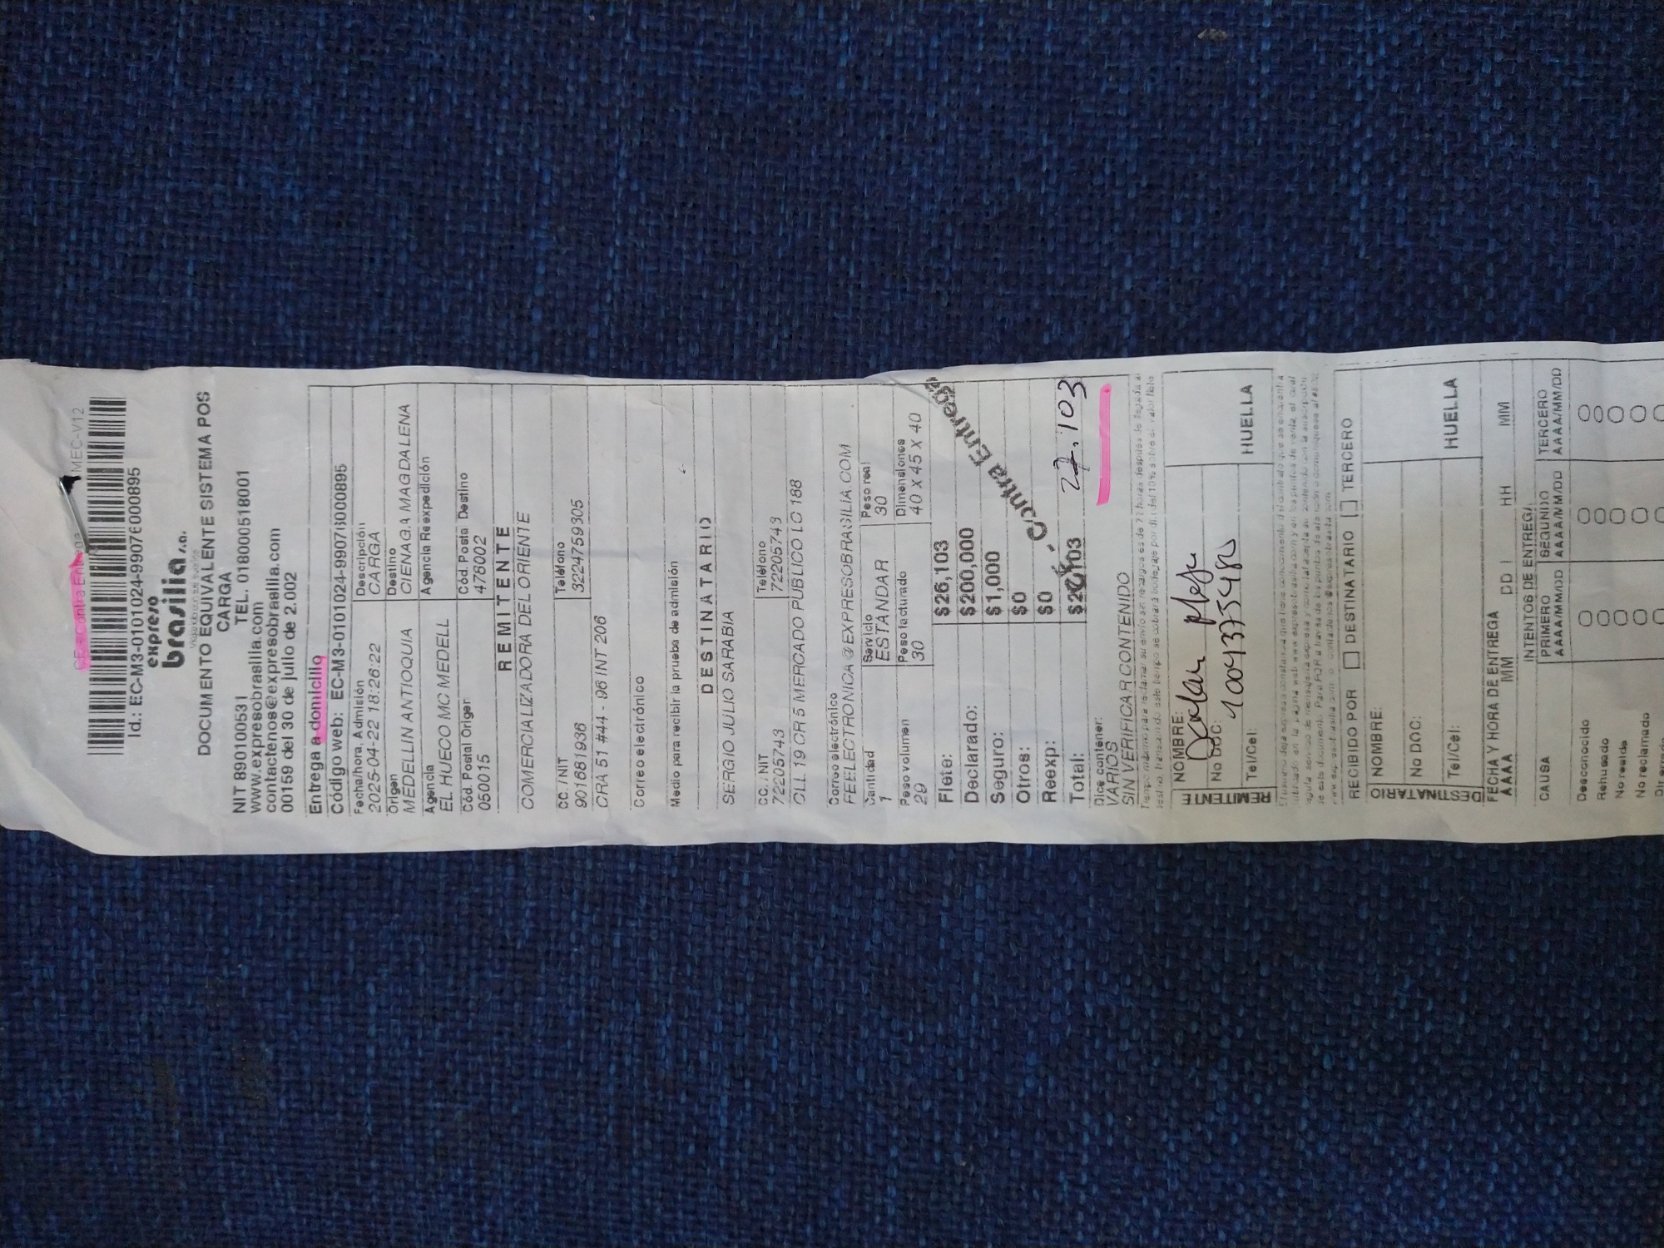 CE - Contra Entrega
MEC-V12
Id.: EC-M3-0101024-99076000895
expreso
brasilia s.a.
DOCUMENTO EQUIVALENTE SISTEMA POS
CARGA
NIT 890100531 TEL. 018000518001
www.expresobrasilia.com
contactenos@expresobrasilia.com
00159 del 30 de julio de 2.002
Entrega a domicilio
Código web: EC-M3-0101024-99076000895
Fecha/hora. Admisión Descripción
2025-04-22 18:26:22 CARGA
Origen Destino
MEDELLIN ANTIOQUIA CIENAGA MAGDALENA
Agencia Agencia Reexpedición
EL HUECO MC MEDELL
Cód. Postal Origen Cód. Postal Destino
050015 478002
REMITENTE
COMERCIALIZADORA DEL ORIENTE
CC / NIT Teléfono
901681936 3224759305
CRA 51 #44 - 96 INT 206
Correo electrónico
Medio para recibir la prueba de admisión
DESTINATARIO
SERGIO JULIO SARABIA
CC. NIT Teléfono
72205743 72205743
CLL 19 CR 5 MERCADO PUBLICO LC 188
Correo electrónico
FEELECTRONICA@EXPRESOBRASILIA.COM
Cantidad Servicio Peso real
1 ESTANDAR 30
Peso volumen Peso facturado Dimensiones
29 30 40 X 45 X 40
Flete: $26,103
Declarado: $200,000
Seguro: $1,000
Otros: $0
Reexp: $0
Contra Entrega
Total: 27.103
Dice contener:
VARIOS
SIN VERIFICAR CONTENIDO
REMITENTE
NOMBRE:
No DOC:
Tel/Cel:
HUELLA
RECIBIDO POR DESTINATARIO TERCERO
DESTINATARIO
NOMBRE:
No DOC:
Tel/Cel:
HUELLA
FECHA Y HORA DE ENTREGA
AAAA MM DD HH MM
INTENTOS DE ENTREGA
CAUSA PRIMERO SEGUNDO TERCERO
AAAA/MM/DD AAAA/MM/DD AAAA/MM/DD
Desconocido
Rehusado
No reside
No reclamado